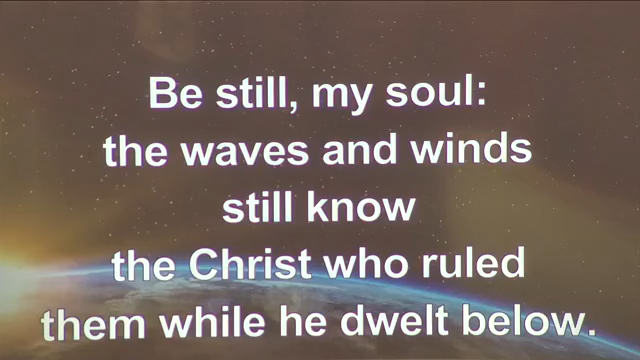 Be still, my soul:
the waves and winds
still know
the Christ who ruled
them while he dwelt below.